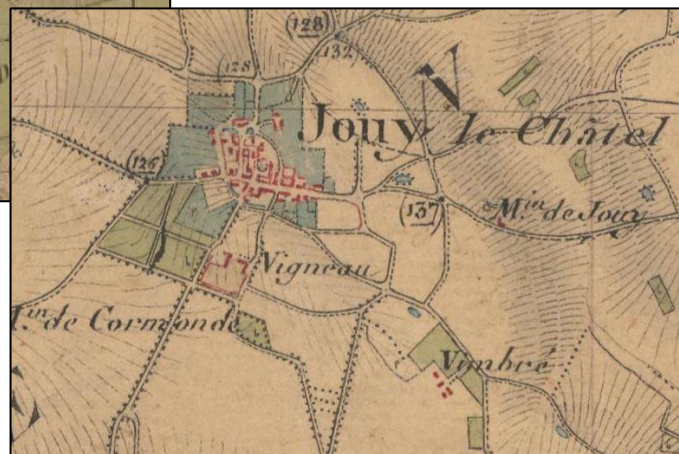 (128)
132
(128)
N
Jouy le Châtel
(126)
(137)
M.in de Jouy
Vigneau
M.in de Cormonde
Vimbré